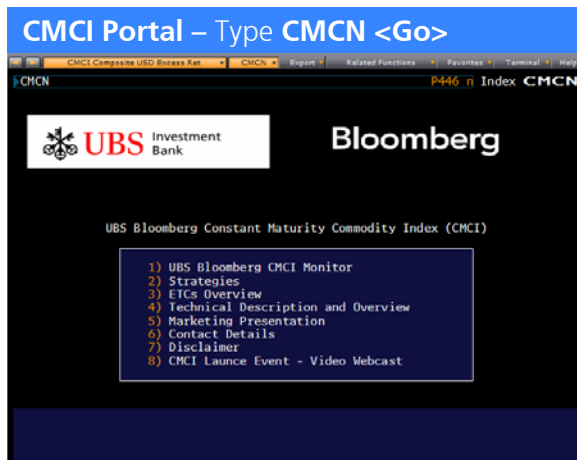 CMCI Portal – Type CMCN <Go>
CMCI Composite USD Excess Ret CMCN Export Related Functions Favorites Terminal Help
CMCN P446 n Index CMCN
UBS Investment Bank
Bloomberg
UBS Bloomberg Constant Maturity Commodity Index (CMCI)
1) UBS Bloomberg CMCI Monitor
2) Strategies
3) ETCs Overview
4) Technical Description and Overview
5) Marketing Presentation
6) Contact Details
7) Disclaimer
8) CMCI Launce Event - Video Webcast